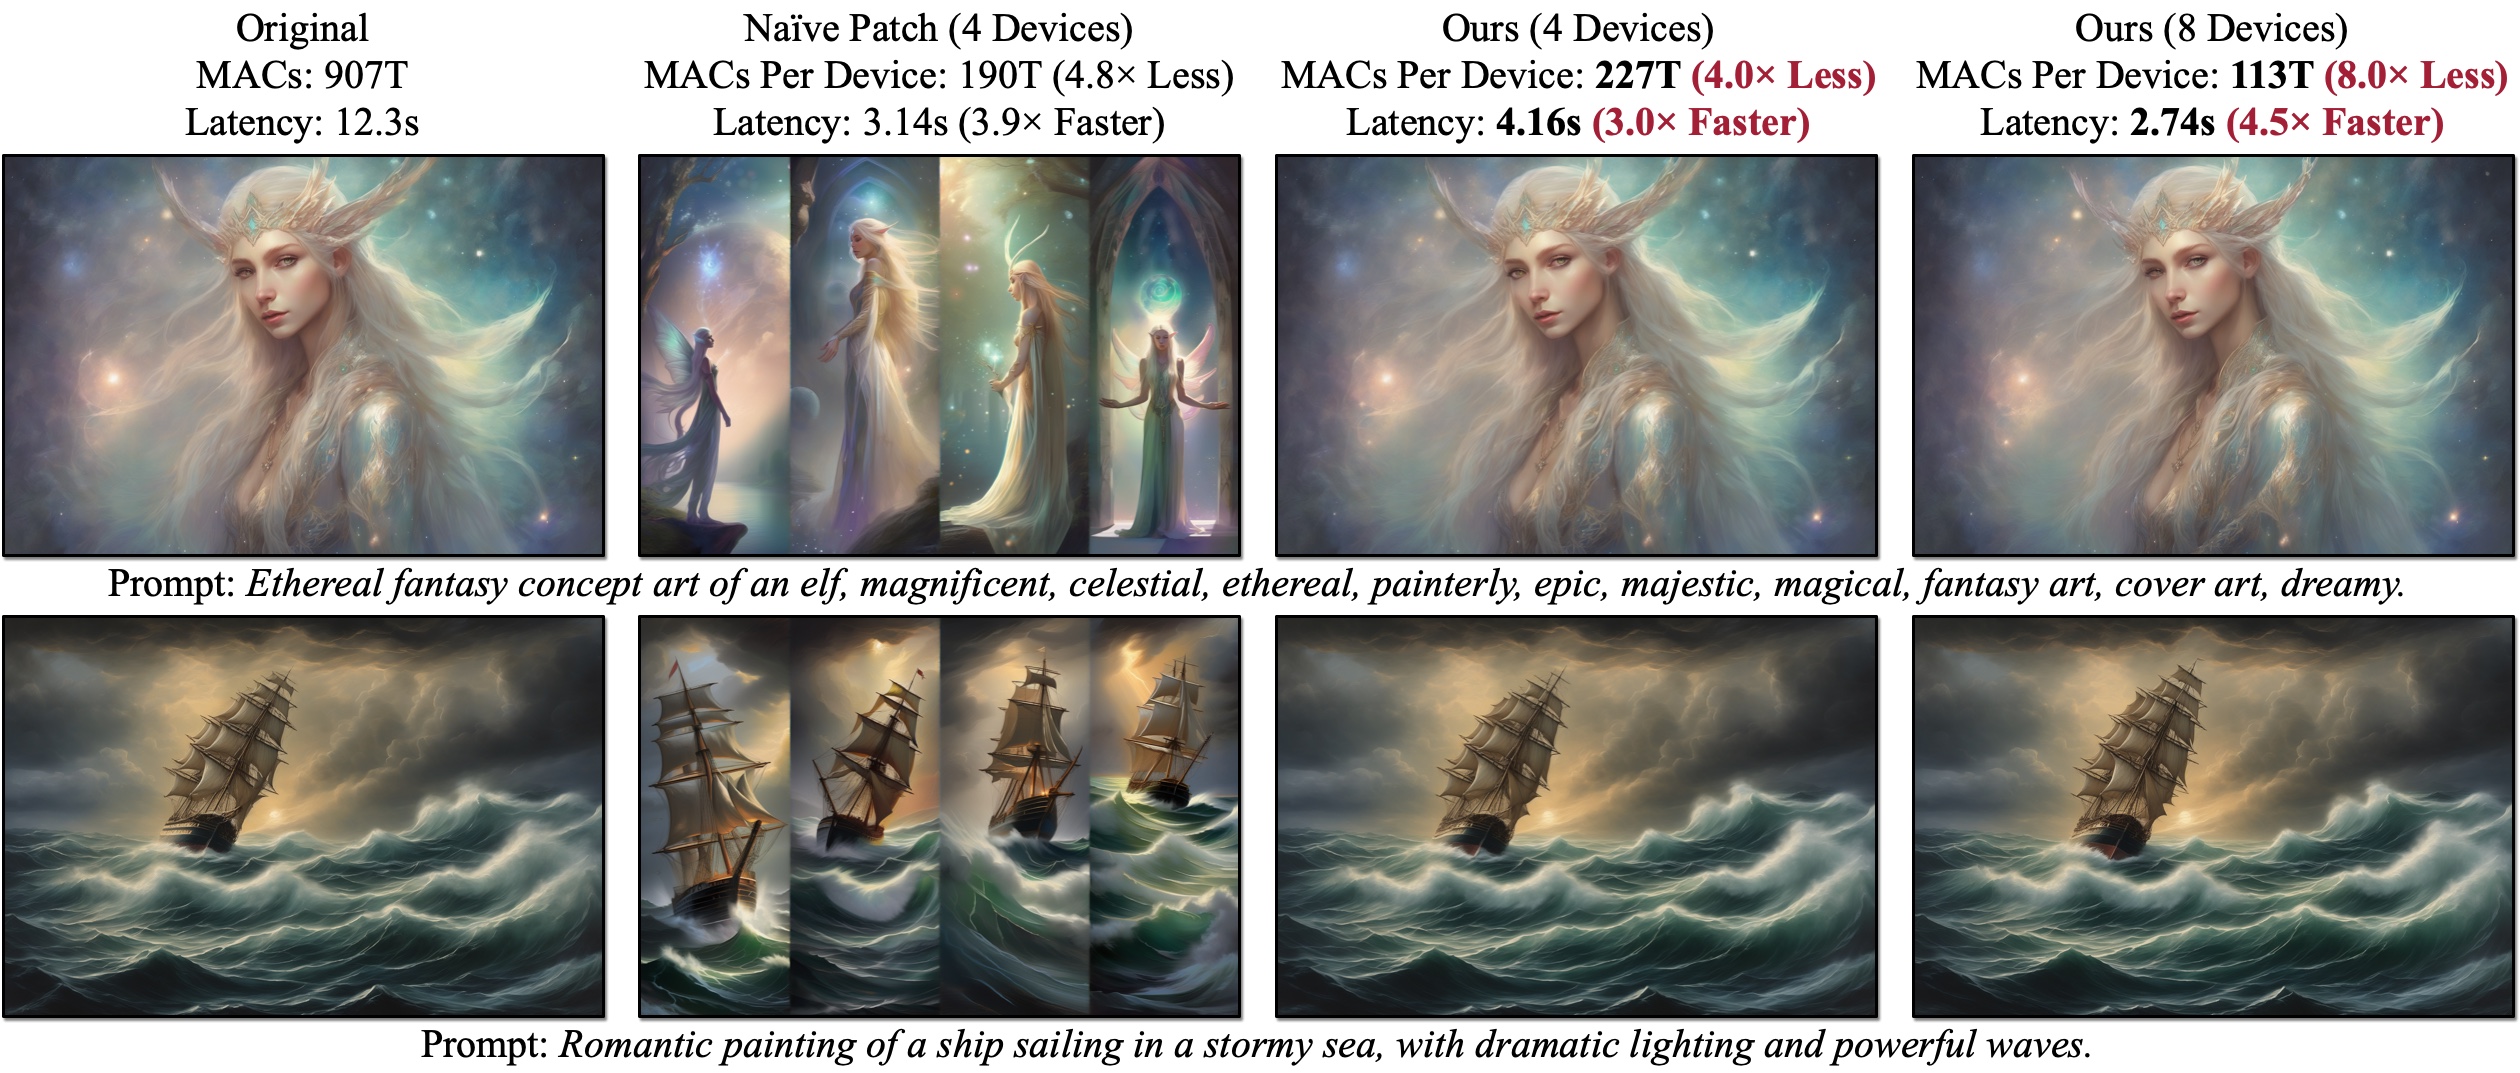 Original
MACs: 907T
Latency: 12.3s
Naïve Patch (4 Devices)
MACs Per Device: 190T (4.8× Less)
Latency: 3.14s (3.9× Faster)
Ours (4 Devices)
MACs Per Device: 227T (4.0× Less)
Latency: 4.16s (3.0× Faster)
Ours (8 Devices)
MACs Per Device: 113T (8.0× Less)
Latency: 2.74s (4.5× Faster)
Prompt: Ethereal fantasy concept art of an elf, magnificent, celestial, ethereal, painterly, epic, majestic, magical, fantasy art, cover art, dreamy.
Prompt: Romantic painting of a ship sailing in a stormy sea, with dramatic lighting and powerful waves.